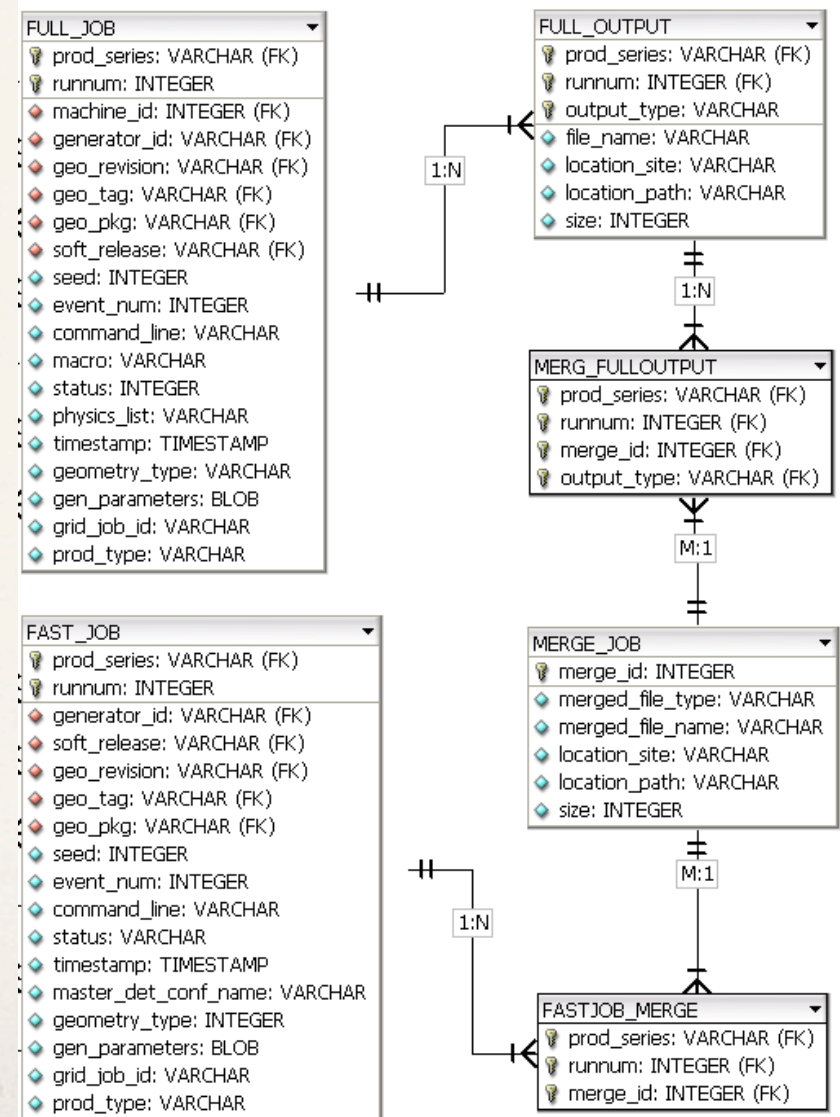 FULL_JOB
prod_series: VARCHAR (FK)
runnum: INTEGER
machine_id: INTEGER (FK)
generator_id: VARCHAR (FK)
geo_revision: VARCHAR (FK)
geo_tag: VARCHAR (FK)
geo_pkg: VARCHAR (FK)
soft_release: VARCHAR (FK)
seed: INTEGER
event_num: INTEGER
command_line: VARCHAR
macro: VARCHAR
status: INTEGER
physics_list: VARCHAR
timestamp: TIMESTAMP
geometry_type: VARCHAR
gen_parameters: BLOB
grid_job_id: VARCHAR
prod_type: VARCHAR
1:N
FULL_OUTPUT
prod_series: VARCHAR (FK)
runnum: INTEGER (FK)
output_type: VARCHAR
file_name: VARCHAR
location_site: VARCHAR
location_path: VARCHAR
size: INTEGER
1:N
MERG_FULLOUTPUT
prod_series: VARCHAR (FK)
runnum: INTEGER (FK)
merge_id: INTEGER (FK)
output_type: VARCHAR (FK)
M:1
MERGE_JOB
merge_id: INTEGER
merged_file_type: VARCHAR
merged_file_name: VARCHAR
location_site: VARCHAR
location_path: VARCHAR
size: INTEGER
M:1
FAST_JOB
prod_series: VARCHAR (FK)
runnum: INTEGER
generator_id: VARCHAR (FK)
soft_release: VARCHAR (FK)
geo_revision: VARCHAR (FK)
geo_tag: VARCHAR (FK)
geo_pkg: VARCHAR (FK)
seed: INTEGER
event_num: INTEGER
command_line: VARCHAR
status: VARCHAR
timestamp: TIMESTAMP
master_det_conf_name: VARCHAR
geometry_type: INTEGER
gen_parameters: BLOB
grid_job_id: VARCHAR
prod_type: VARCHAR
1:N
FASTJOB_MERGE
prod_series: VARCHAR (FK)
runnum: INTEGER (FK)
merge_id: INTEGER (FK)